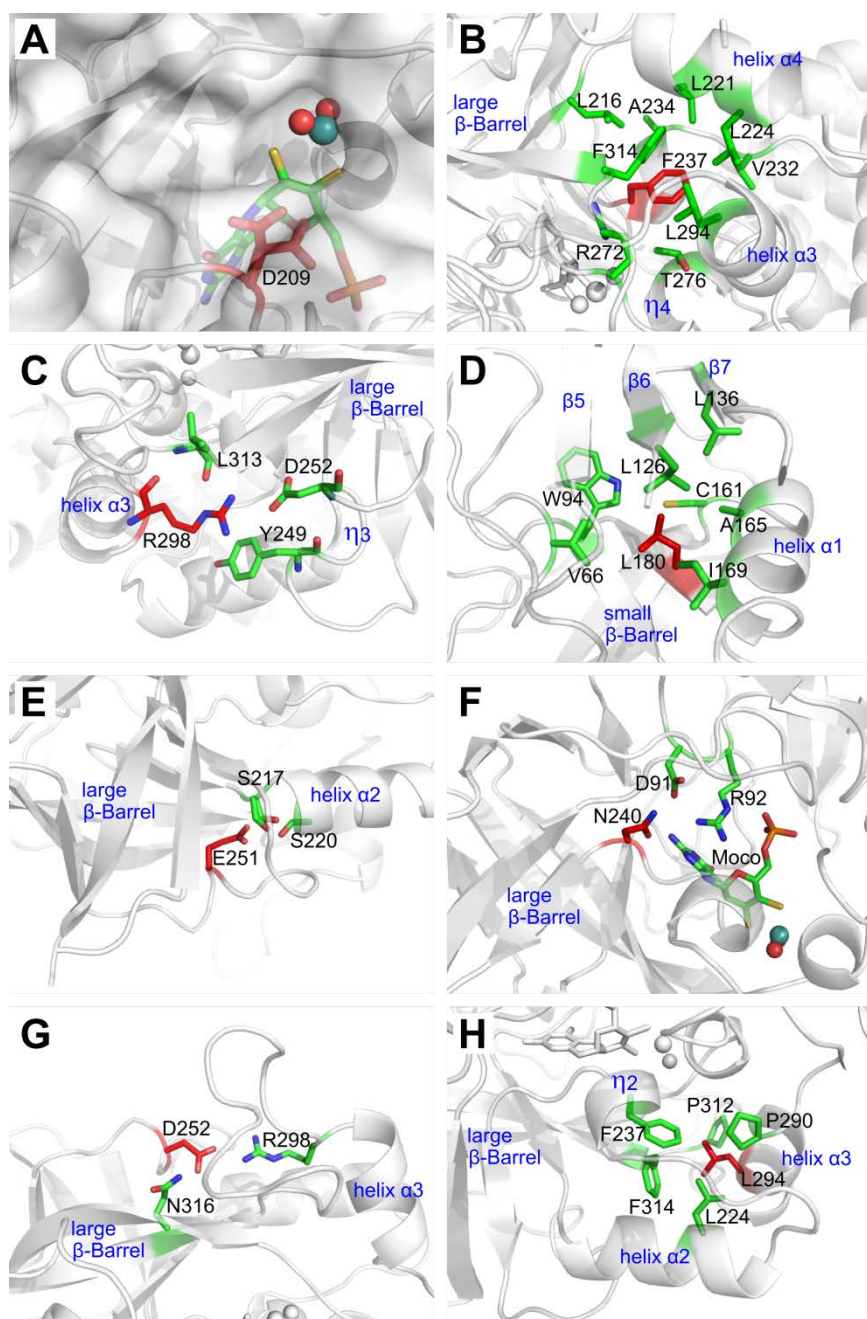 A
D209
B
helix α4
large
β-Barrel
L216
A234
L221
L224
F314
F237
V232
L294
R272
helix α3
T276
η4
C
large
β-Barrel
L313
D252
helix α3
R298
Y249
η3
D
β7
β6
β5
L136
L126
W94
C161
A165
helix α1
L180
I169
V66
small
β-Barrel
E
S217
helix α2
large
β-Barrel
S220
E251
F
D91
R92
N240
Moco
large
β-Barrel
G
D252
R298
helix α3
N316
large
β-Barrel
H
η2
P312
P290
large
β-Barrel
F237
helix α3
L294
F314
L224
helix α2